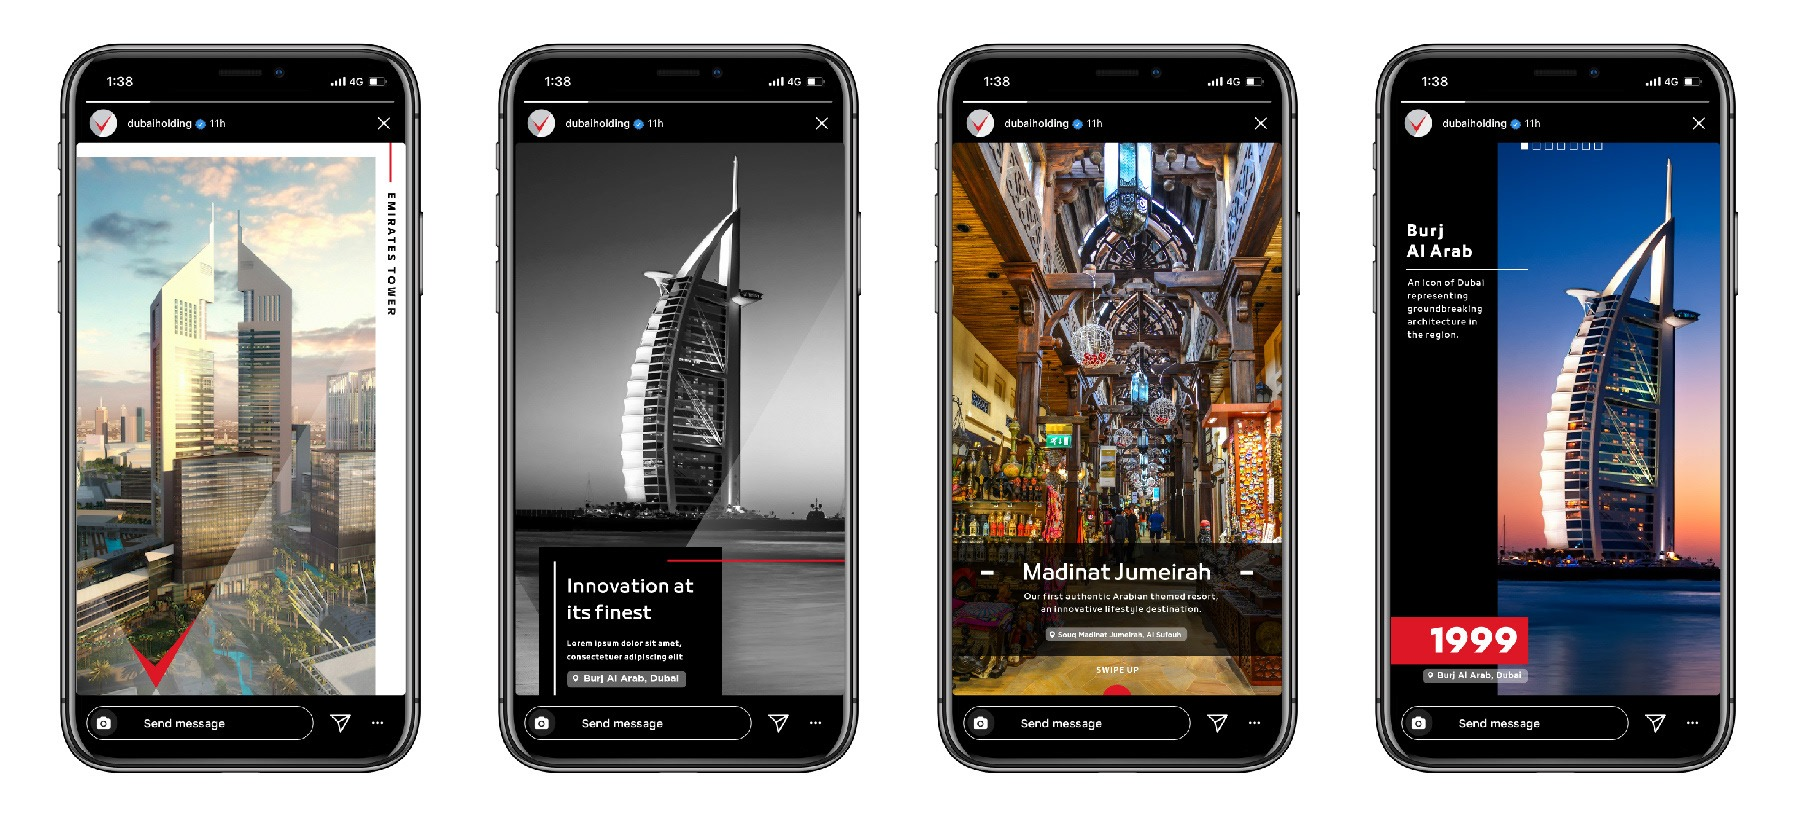 1:38
4G
dubaiholding 11h
EMIRATES TOWER
Send message
1:38
4G
dubaiholding 11h
Innovation at
its finest
Lorem ipsum dolor sit amet,
consectetuer adipiscing elit
Burj Al Arab, Dubai
Send message
1:38
4G
dubaiholding 11h
Madinat Jumeirah
Our first authentic Arabian themed resort,
an innovative lifestyle destination.
Souq Madinat Jumeirah, Al Sufouh
SWIPE UP
Send message
1:38
4G
dubaiholding 11h
Burj
Al Arab
An Icon of Dubai
representing
groundbreaking
architecture in
the region.
1999
Burj Al Arab, Dubai
Send message